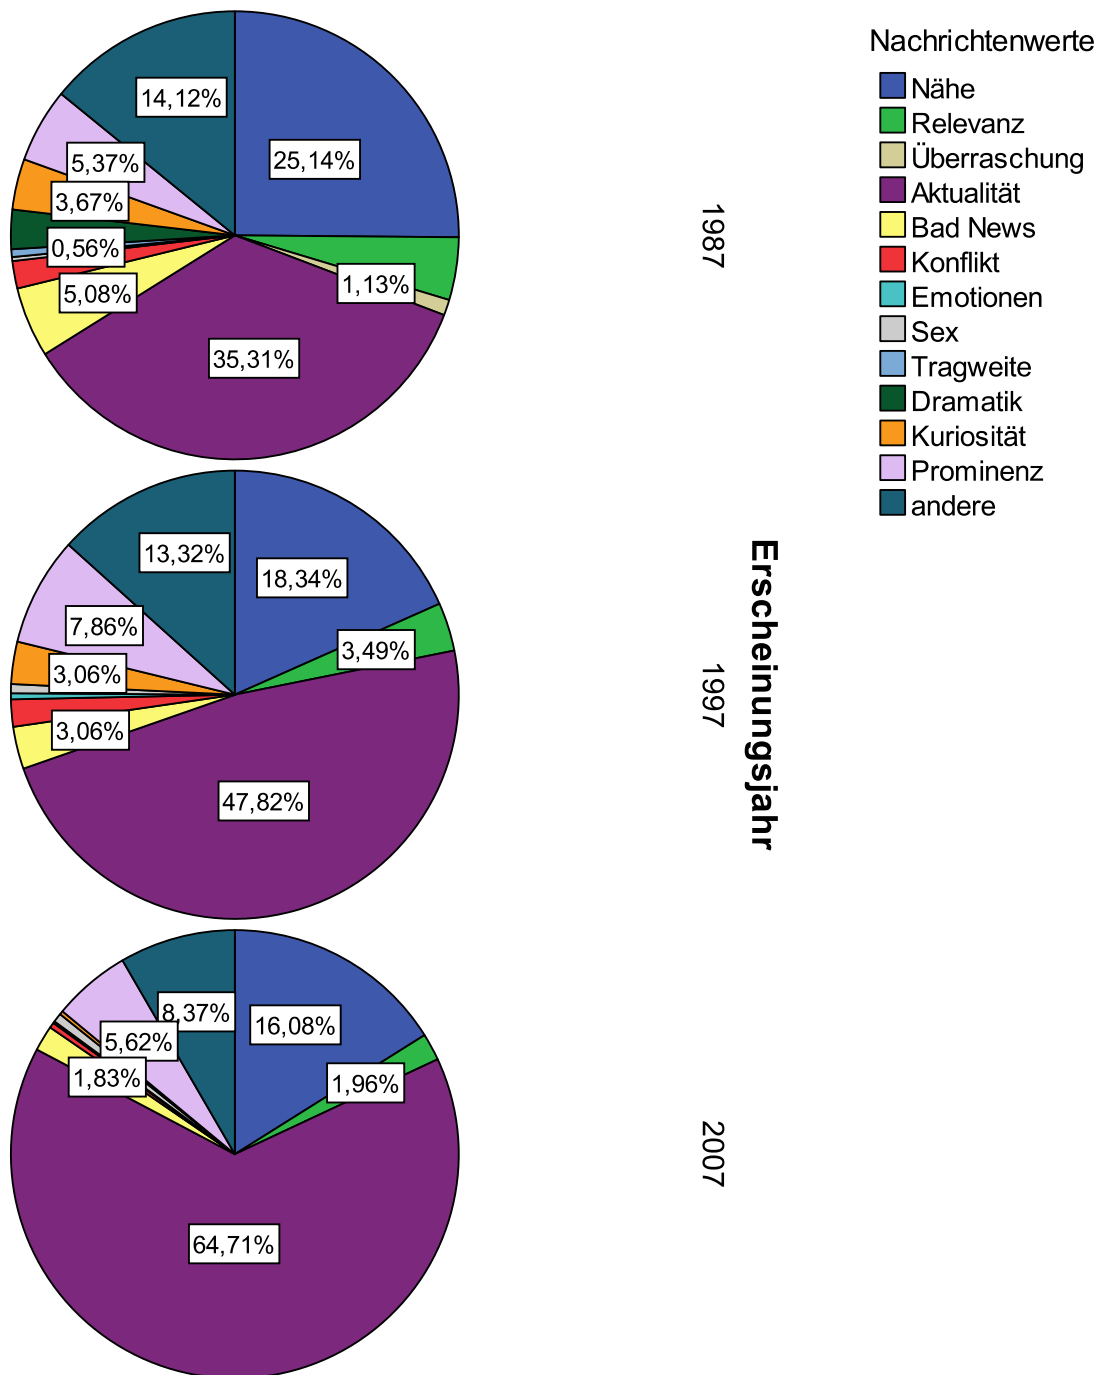 14,12%
25,14%
5,37%
3,67%
0,56%
1,13%
5,08%
35,31%
1987
13,32%
18,34%
7,86%
3,49%
3,06%
3,06%
47,82%
1997
8,37%
16,08%
5,62%
1,83%
1,96%
64,71%
2007
Erscheinungsjahr
Nachrichtenwerte
Nähe
Relevanz
Überraschung
Aktualität
Bad News
Konflikt
Emotionen
Sex
Tragweite
Dramatik
Kuriosität
Prominenz
andere